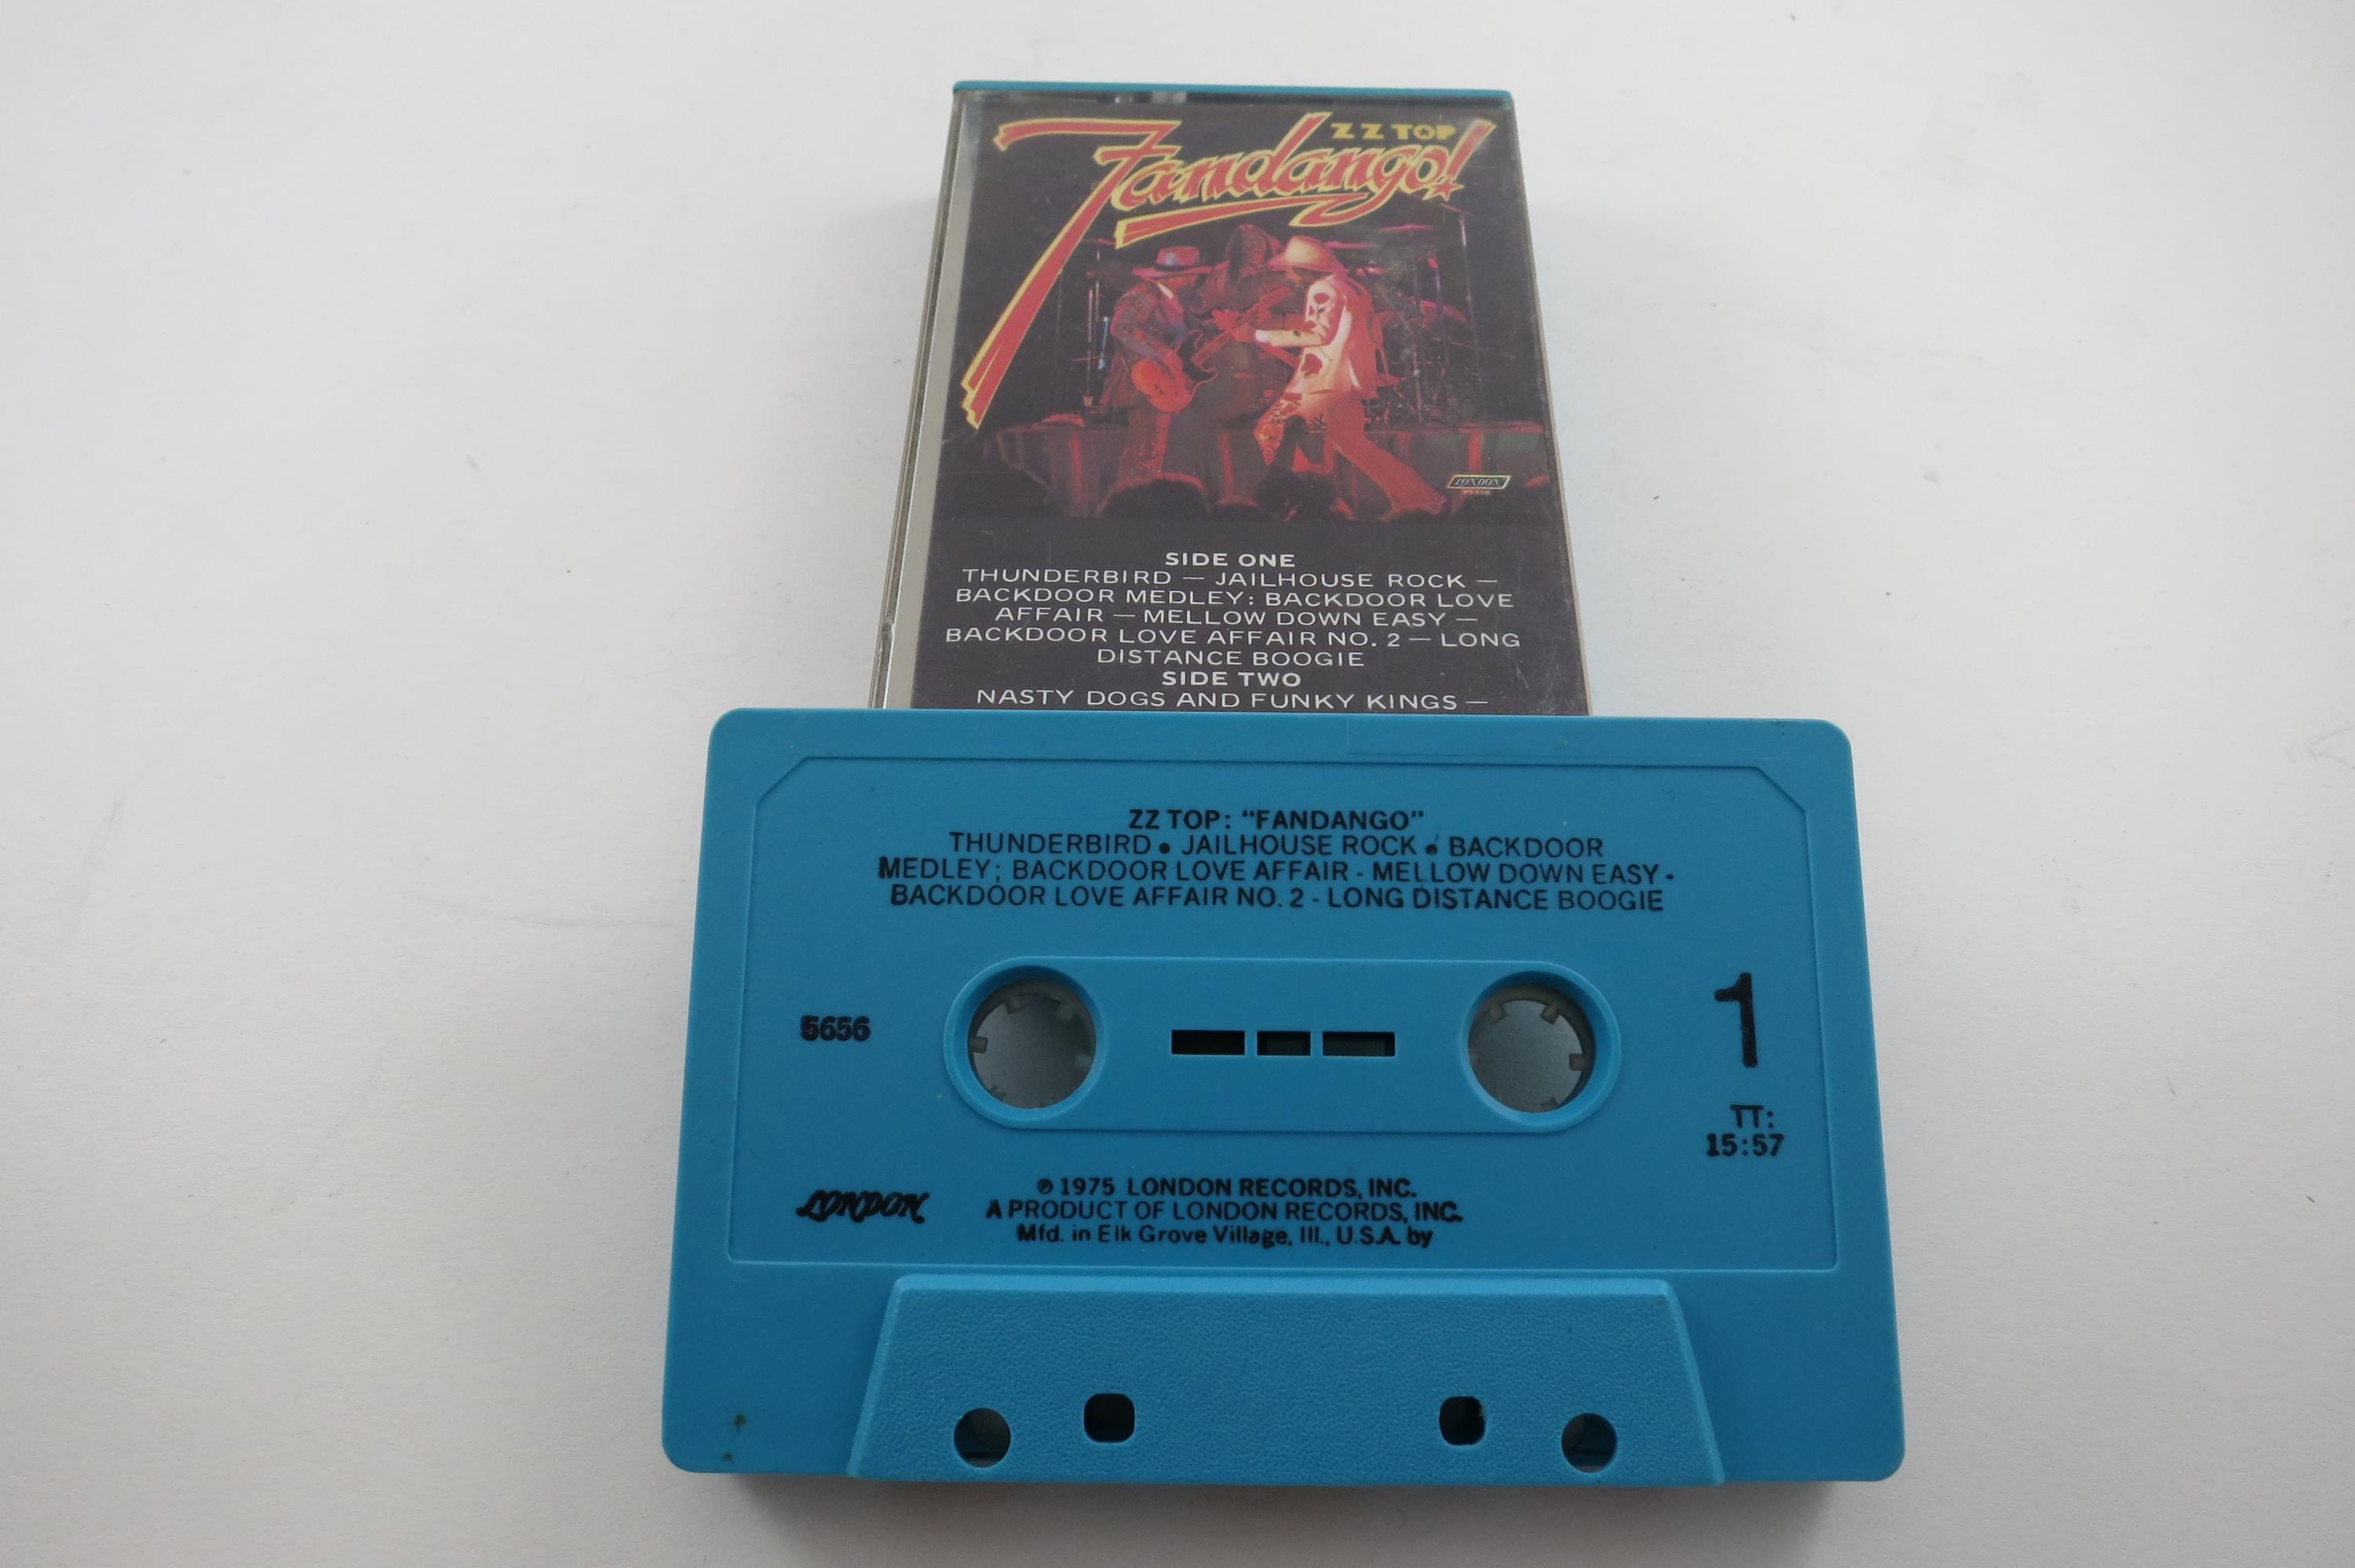 ZZ TOP
Fandango!
LONDON
SIDE ONE
THUNDERBIRD — JAILHOUSE ROCK —
BACKDOOR MEDLEY: BACKDOOR LOVE
AFFAIR — MELLOW DOWN EASY —
BACKDOOR LOVE AFFAIR NO. 2 — LONG
DISTANCE BOOGIE
SIDE TWO
NASTY DOGS AND FUNKY KINGS —
ZZ TOP: “FANDANGO”
THUNDERBIRD • JAILHOUSE ROCK • BACKDOOR
MEDLEY; BACKDOOR LOVE AFFAIR - MELLOW DOWN EASY -
BACKDOOR LOVE AFFAIR NO. 2 - LONG DISTANCE BOOGIE
5656
1
TT:
15:57
LONDON
℗ 1975 LONDON RECORDS, INC.
A PRODUCT OF LONDON RECORDS, INC.
Mfd. in Elk Grove Village, Ill., U.S.A. by